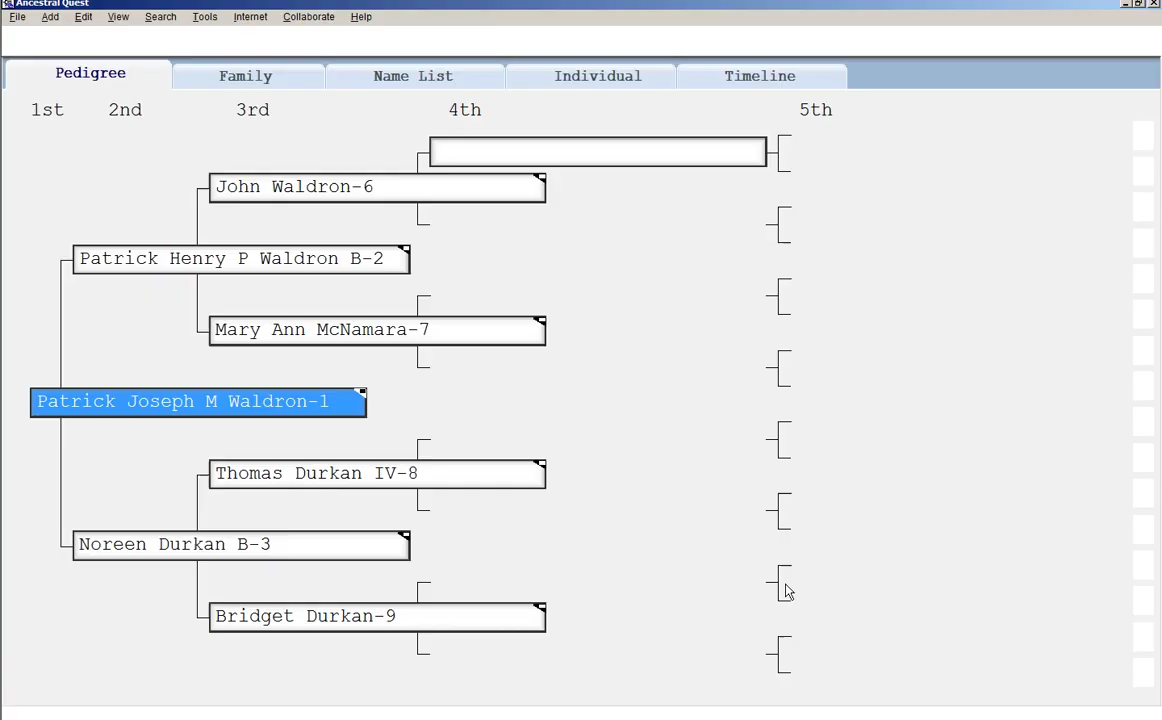 Ancestral Quest
File Add Edit View Search Tools Internet Collaborate Help
Pedigree Family Name List Individual Timeline
1st 2nd 3rd 4th 5th
John Waldron-6
Patrick Henry P Waldron B-2
Mary Ann McNamara-7
Patrick Joseph M Waldron-1
Thomas Durkan IV-8
Noreen Durkan B-3
Bridget Durkan-9